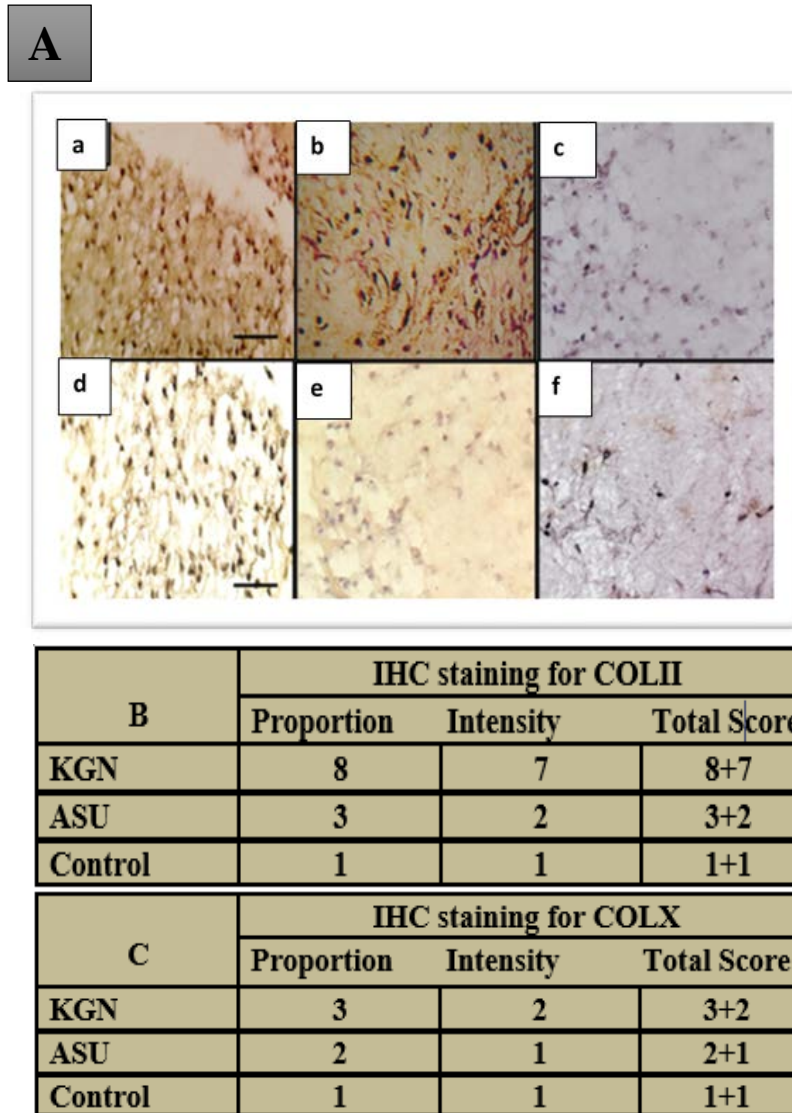 A
a b c
d e f
B IHC staining for COLII
Proportion Intensity Total Score
KGN 8 7 8+7
ASU 3 2 3+2
Control 1 1 1+1
C IHC staining for COLX
Proportion Intensity Total Score
KGN 3 2 3+2
ASU 2 1 2+1
Control 1 1 1+1